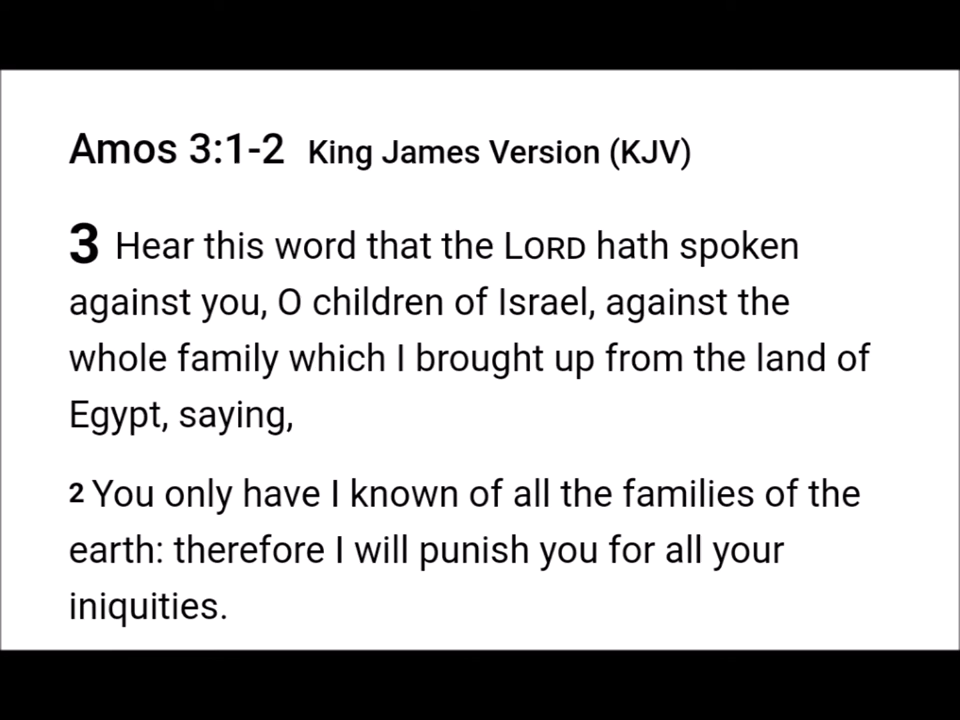 Amos 3:1-2 King James Version (KJV)
3 Hear this word that the LORD hath spoken
against you, O children of Israel, against the
whole family which I brought up from the land of
Egypt, saying,
2 You only have I known of all the families of the
earth: therefore I will punish you for all your
iniquities.